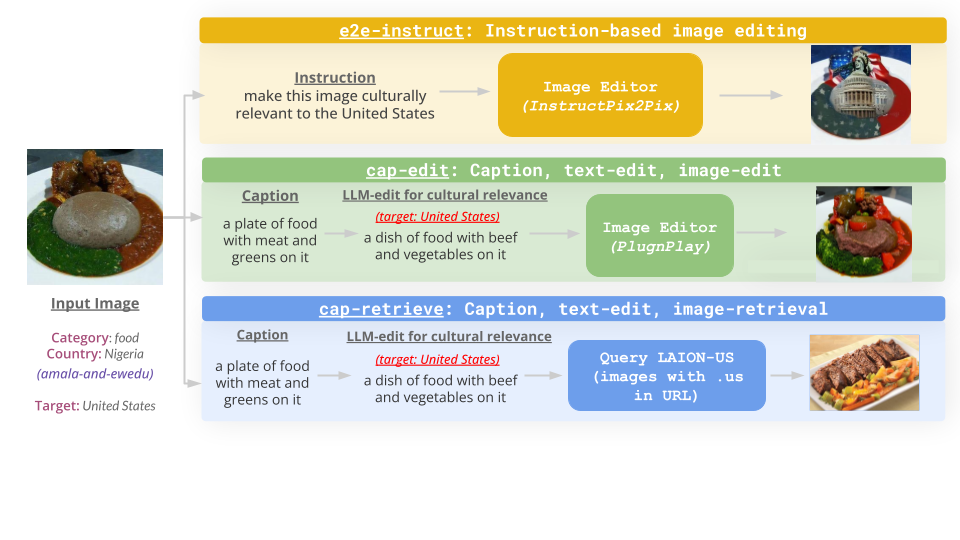 e2e-instruct: Instruction-based image editing
Instruction
make this image culturally
relevant to the United States
Image Editor
(InstructPix2Pix)
cap-edit: Caption, text-edit, image-edit
Caption
a plate of food
with meat and
greens on it
LLM-edit for cultural relevance
(target: United States)
a dish of food with beef
and vegetables on it
Image Editor
(PlugnPlay)
Input Image
Category: food
Country: Nigeria
(amala-and-ewedu)
Target: United States
cap-retrieve: Caption, text-edit, image-retrieval
Caption
a plate of food
with meat and
greens on it
LLM-edit for cultural relevance
(target: United States)
a dish of food with beef
and vegetables on it
Query LAION-US
(images with .us
in URL)